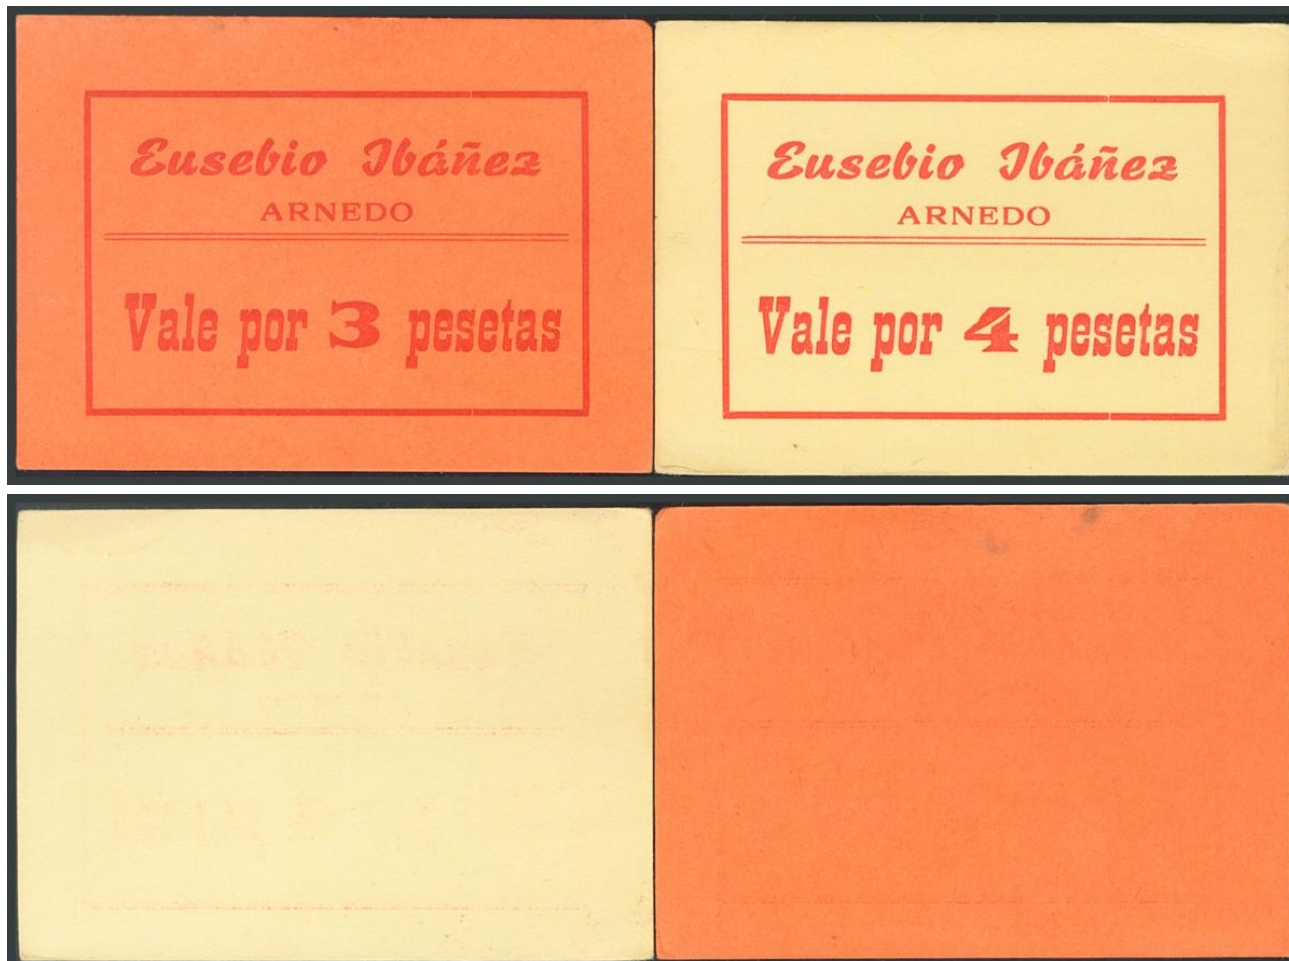 Eusebio Ibáñez
ARNEDO
Vale por 3 pesetas
Eusebio Ibáñez
ARNEDO
Vale por 4 pesetas